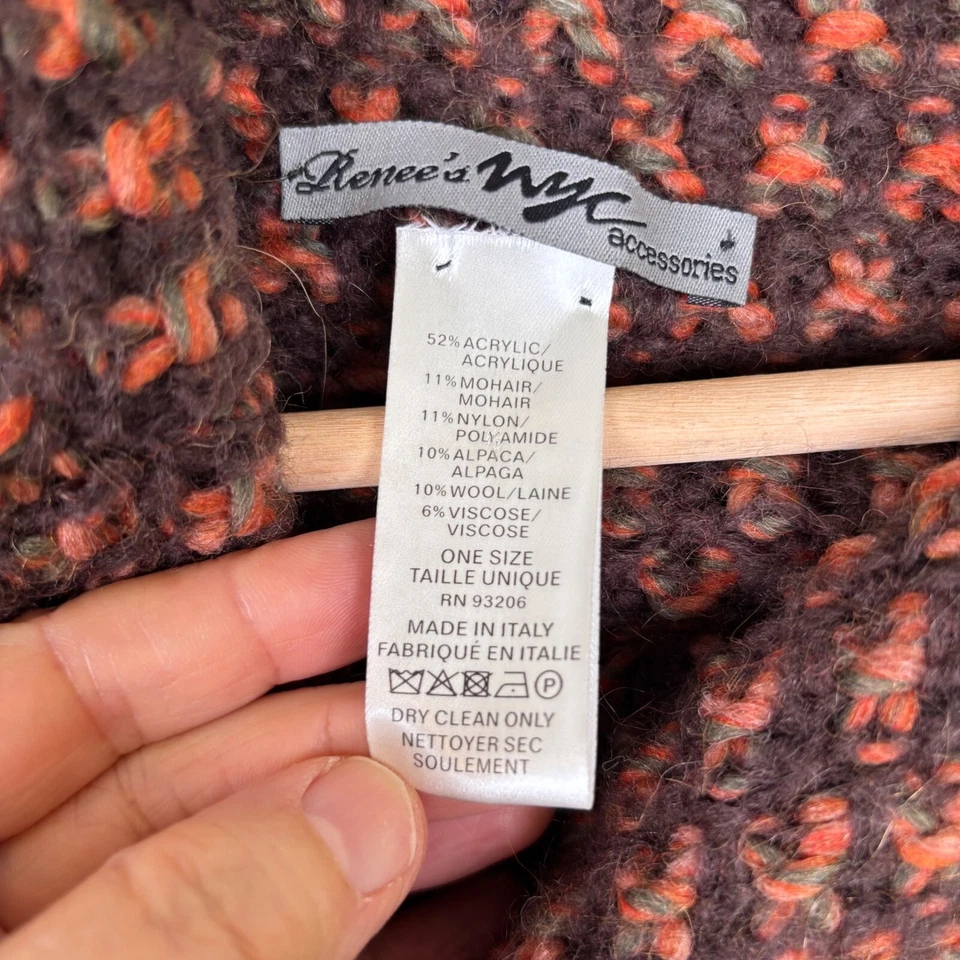 Renee's NYC
accessories
52% ACRYLIC/
ACRYLIQUE
11% MOHAIR/
MOHAIR
11% NYLON/
POLYAMIDE
10% ALPACA/
ALPAGA
10% WOOL/LAINE
6% VISCOSE/
VISCOSE
ONE SIZE
TAILLE UNIQUE
RN 93206
MADE IN ITALY
FABRIQUÉ EN ITALIE
P
DRY CLEAN ONLY
NETTOYER SEC
SOULEMENT